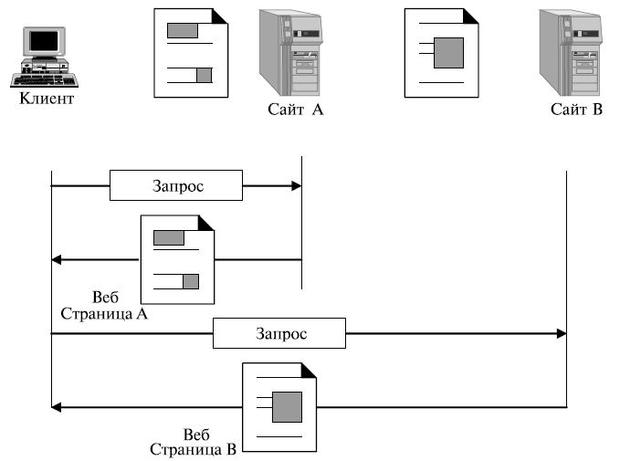 Клиент
Сайт A
Сайт B
Запрос
Веб
Страница A
Запрос
Веб
Страница B